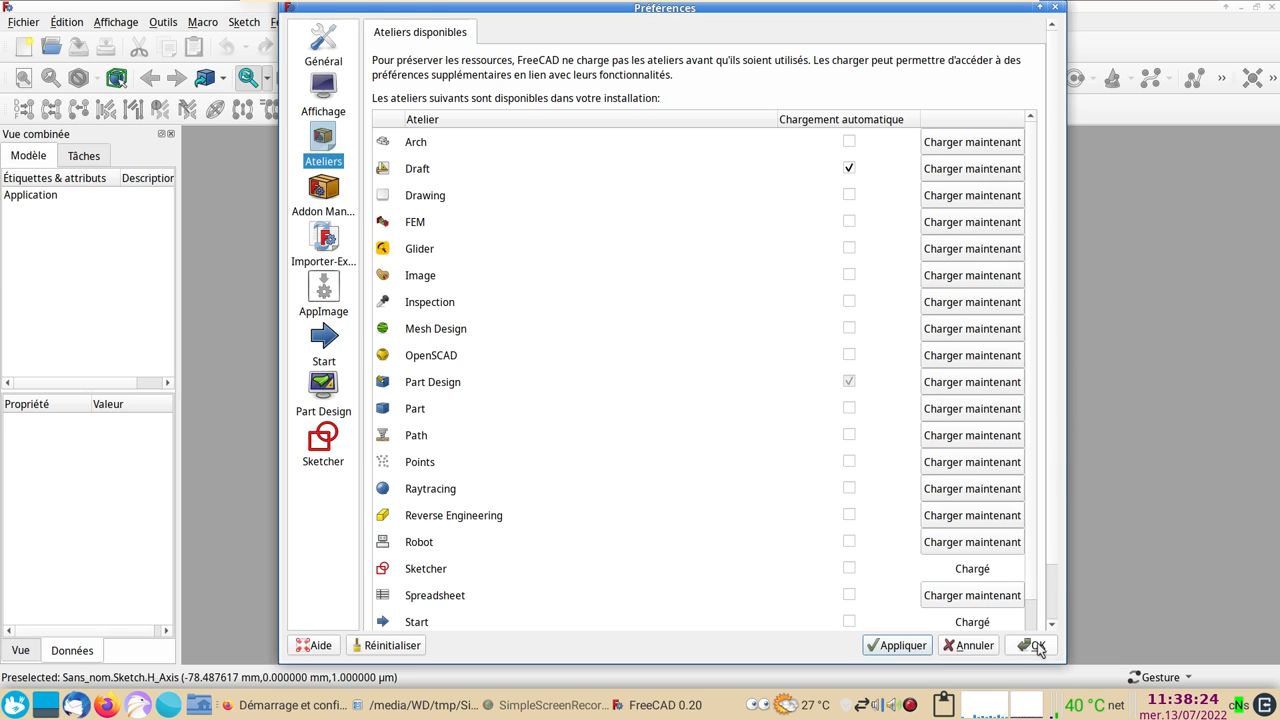 Préférences
Fichier Édition Affichage Outils Macro Sketch
Général
Affichage
Ateliers
Addon Man...
Importer-Ex...
AppImage
Start
Part Design
Sketcher
Ateliers disponibles
Pour préserver les ressources, FreeCAD ne charge pas les ateliers avant qu'ils soient utilisés. Les charger peut permettre d'accéder à des
préférences supplémentaires en lien avec leurs fonctionnalités.
Les ateliers suivants sont disponibles dans votre installation:
Atelier Chargement automatique
Arch Charger maintenant
Draft Charger maintenant
Drawing Charger maintenant
FEM Charger maintenant
Glider Charger maintenant
Image Charger maintenant
Inspection Charger maintenant
Mesh Design Charger maintenant
OpenSCAD Charger maintenant
Part Design Charger maintenant
Part Charger maintenant
Path Charger maintenant
Points Charger maintenant
Raytracing Charger maintenant
Reverse Engineering Charger maintenant
Robot Charger maintenant
Sketcher Chargé
Spreadsheet Charger maintenant
Start Chargé
Aide Réinitialiser Appliquer Annuler OK
Vue combinée
Modèle Tâches
Étiquettes & attributs Description
Application
Propriété Valeur
Vue Données
Preselected: Sans_nom.Sketch.H_Axis (-78.487617 mm,0.000000 mm,1.000000 µm)
Gesture
Démarrage et confi... /media/WD/tmp/Si... SimpleScreenRecor... FreeCAD 0.20 27 °C 40 °C net 11:38:24 cNs
mer.13/07/2022